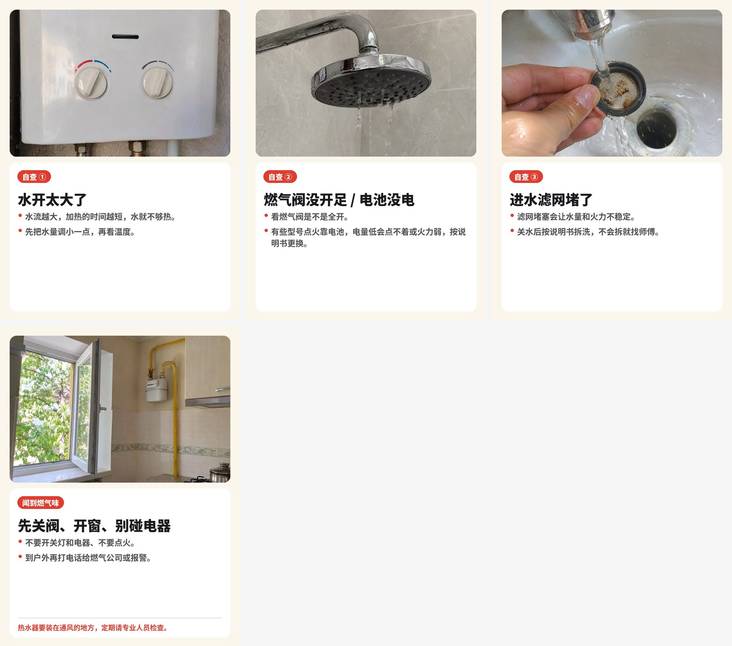 自查 ①
水开太大了
水流越大，加热的时间越短，水就不够热。
先把水量调小一点，再看温度。
自查 ②
燃气阀没开足 / 电池没电
看燃气阀是不是全开。
有些型号点火靠电池，电量低会点不着或火力弱，按说
明书更换。
自查 ③
进水滤网堵了
滤网堵塞会让水量和火力不稳定。
关水后按说明书拆洗，不会拆就找师傅。
闻到燃气味
先关阀、开窗、别碰电器
不要开关灯和电器、不要点火。
到户外再打电话给燃气公司或报警。
热水器要装在通风的地方，定期请专业人员检查。